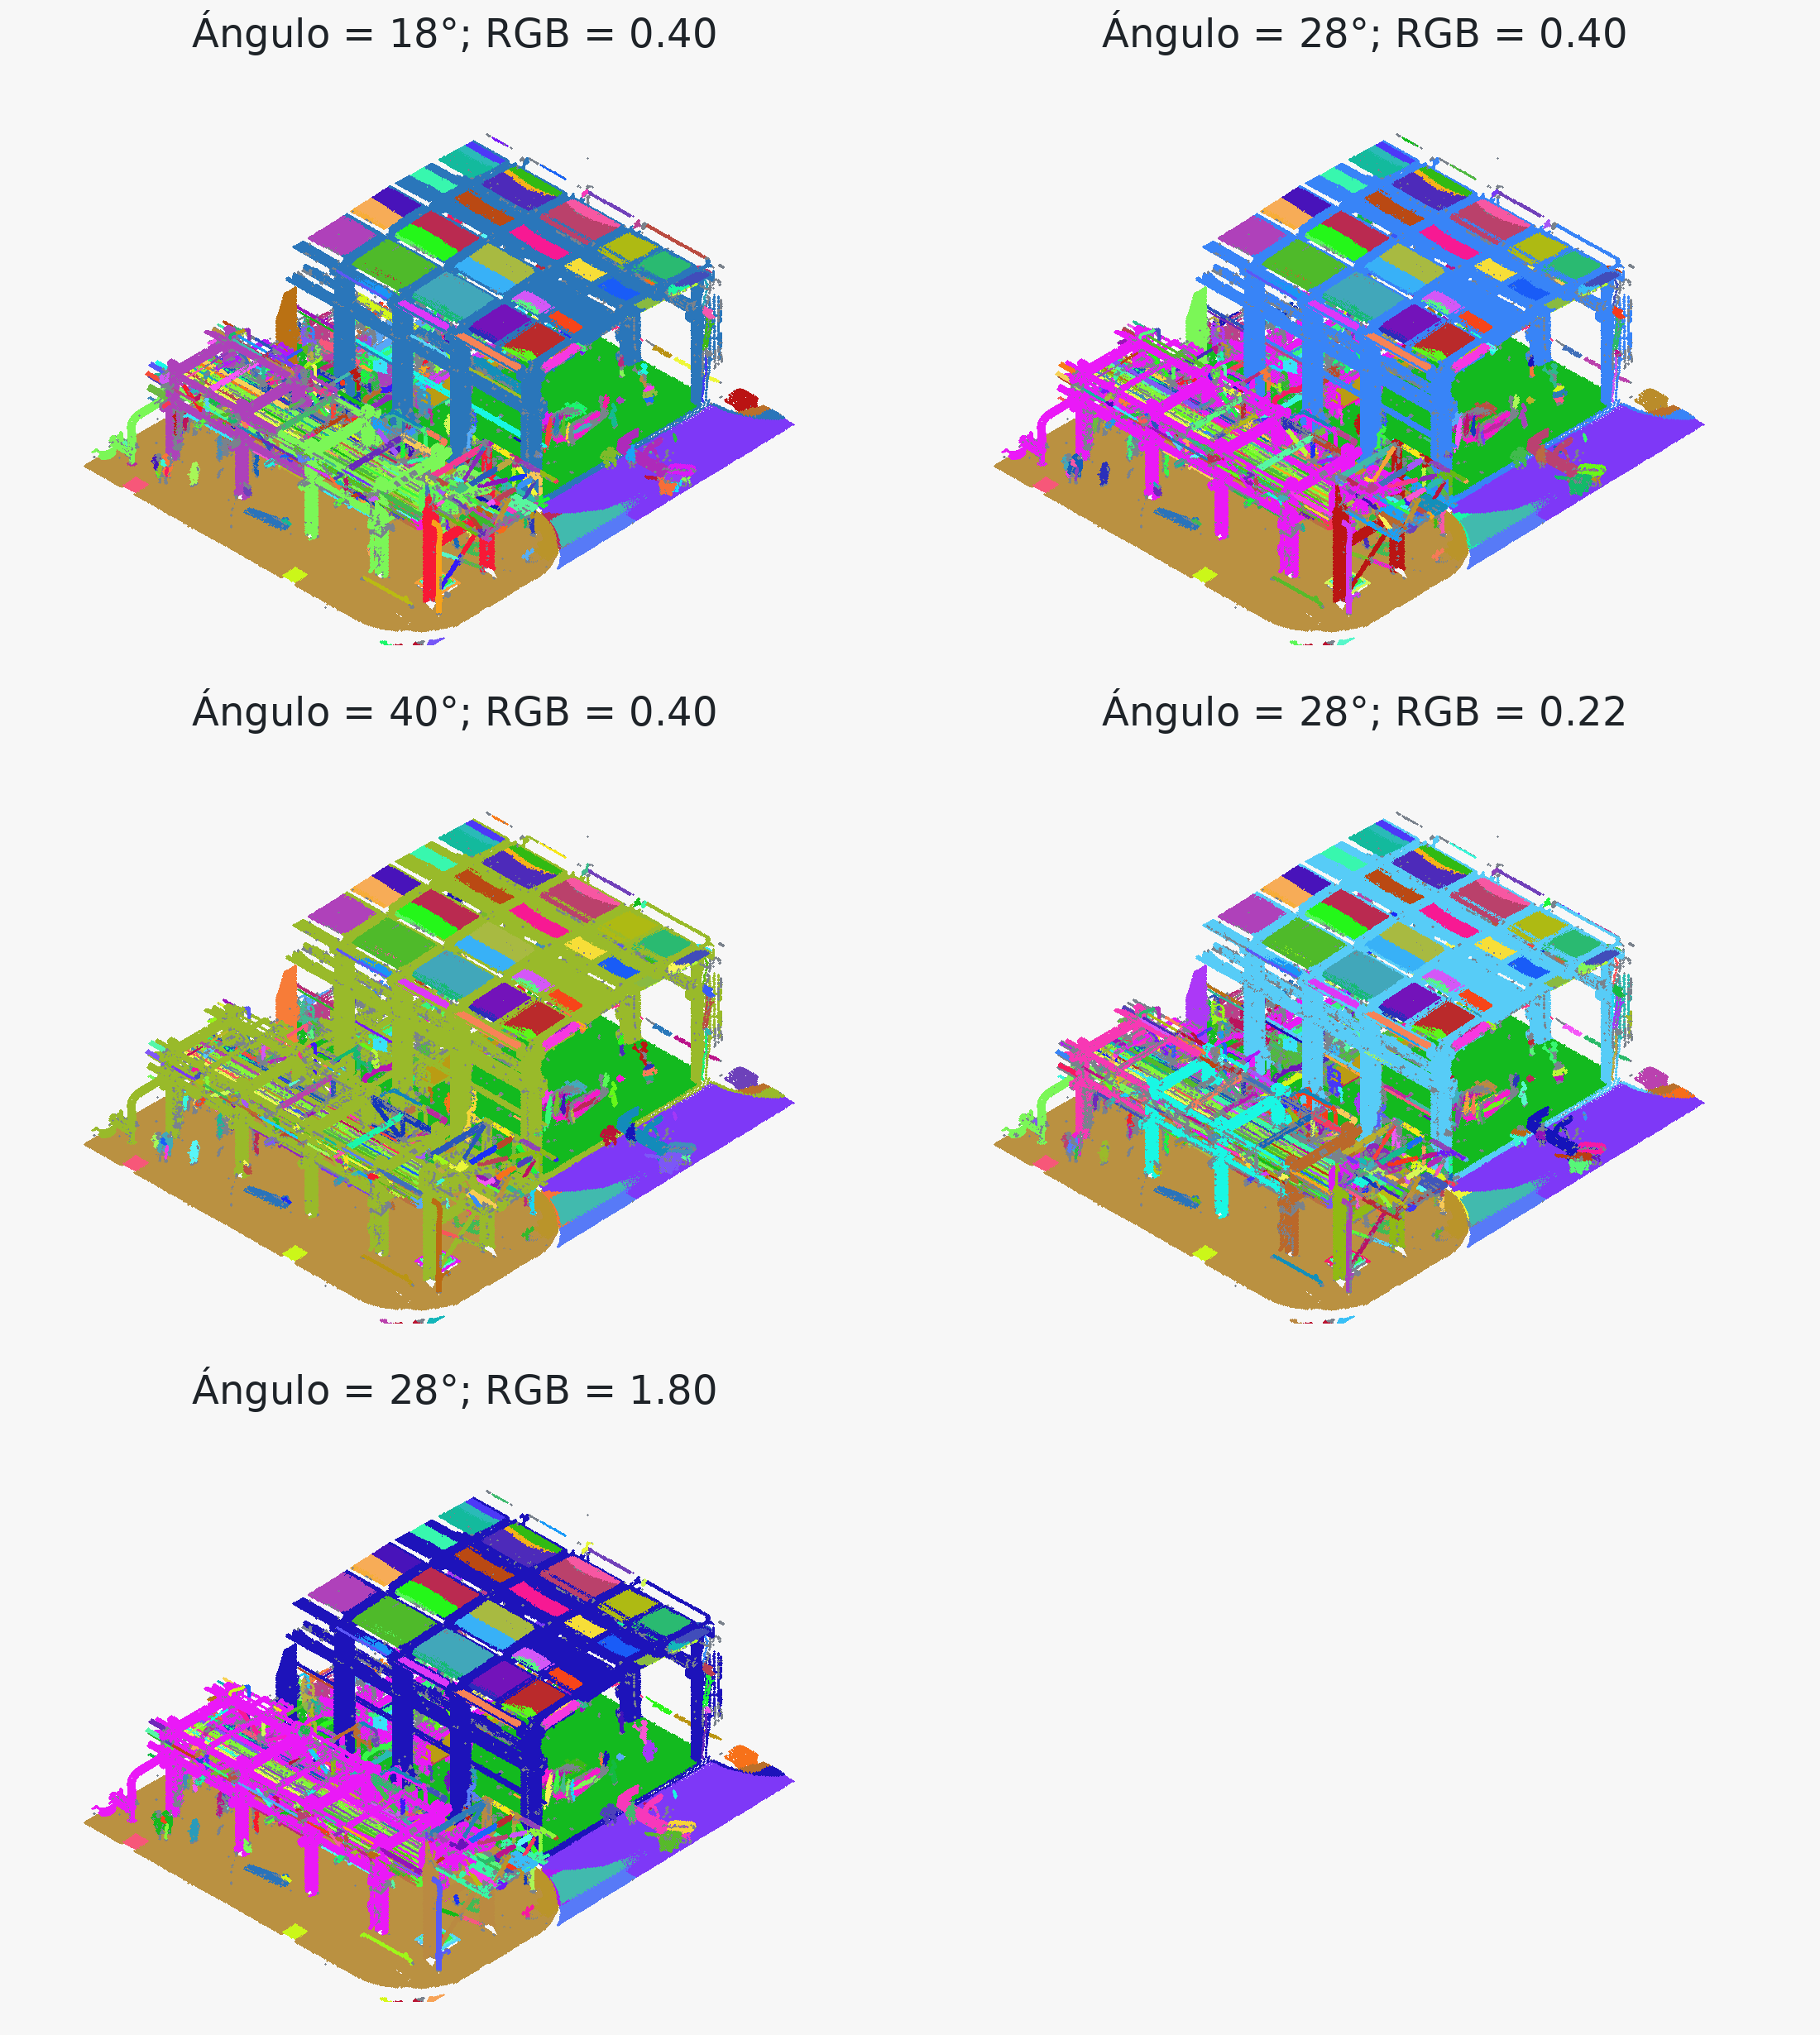 Ángulo = 18°; RGB = 0.40
Ángulo = 28°; RGB = 0.40
Ángulo = 40°; RGB = 0.40
Ángulo = 28°; RGB = 0.22
Ángulo = 28°; RGB = 1.80